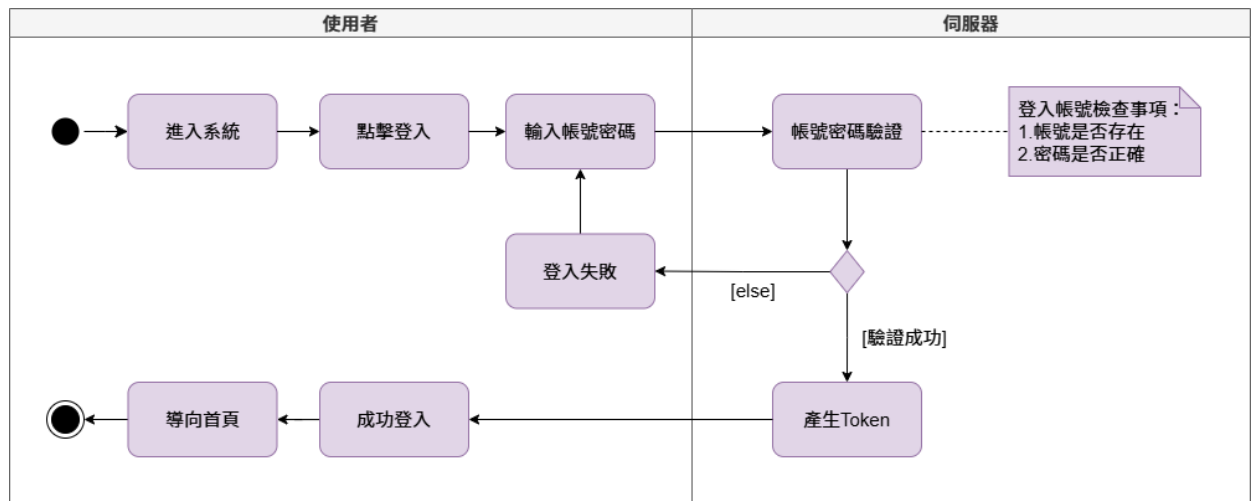 使用者
伺服器
進入系統
點擊登入
輸入帳號密碼
帳號密碼驗證
登入帳號檢查事項：
1.帳號是否存在
2.密碼是否正確
登入失敗
[else]
[驗證成功]
導向首頁
成功登入
產生Token